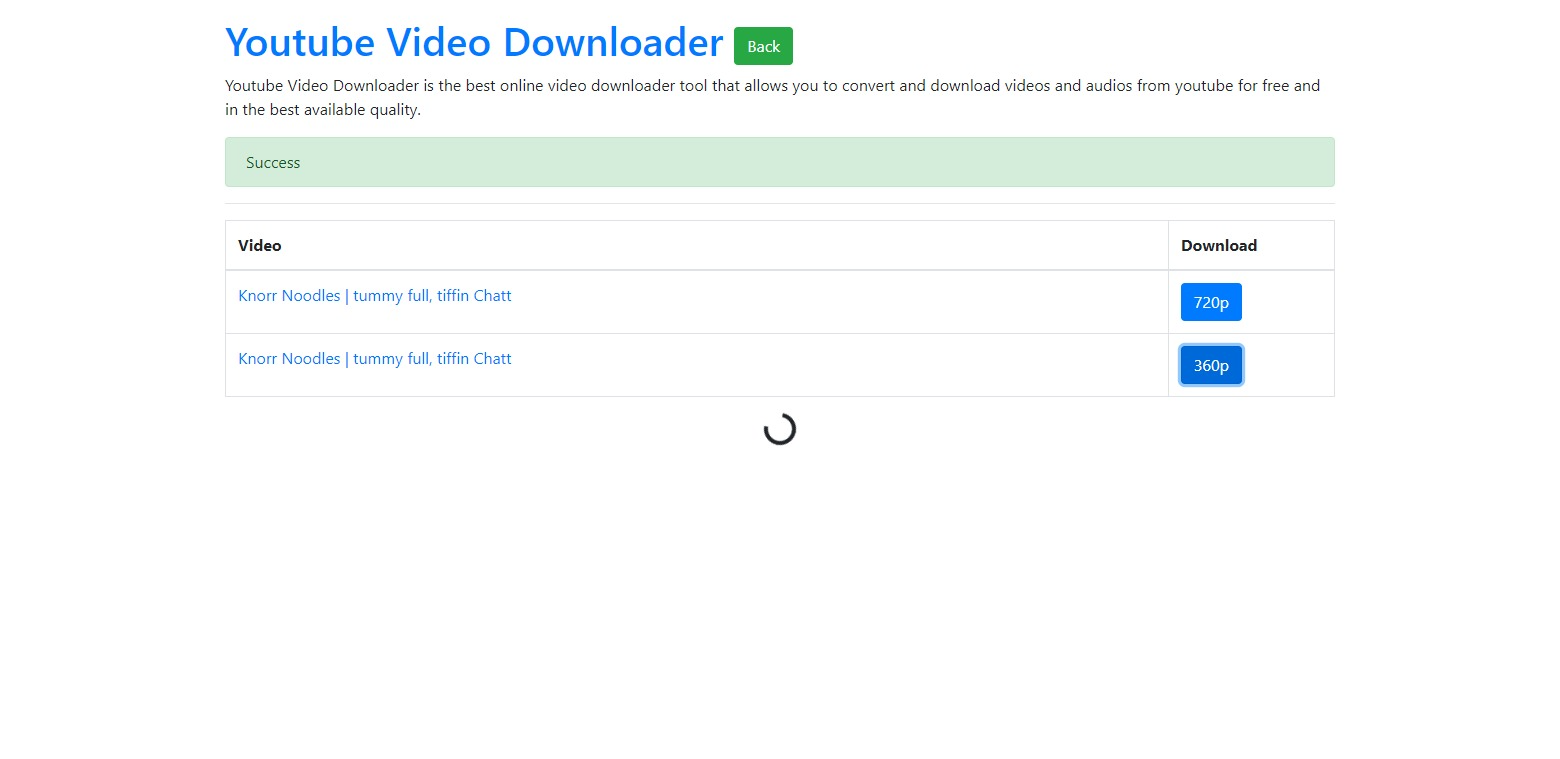 Youtube Video Downloader Back
Youtube Video Downloader is the best online video downloader tool that allows you to convert and download videos and audios from youtube for free and
in the best available quality.
Success
Video Download
Knorr Noodles | tummy full, tiffin Chatt 720p
Knorr Noodles | tummy full, tiffin Chatt 360p